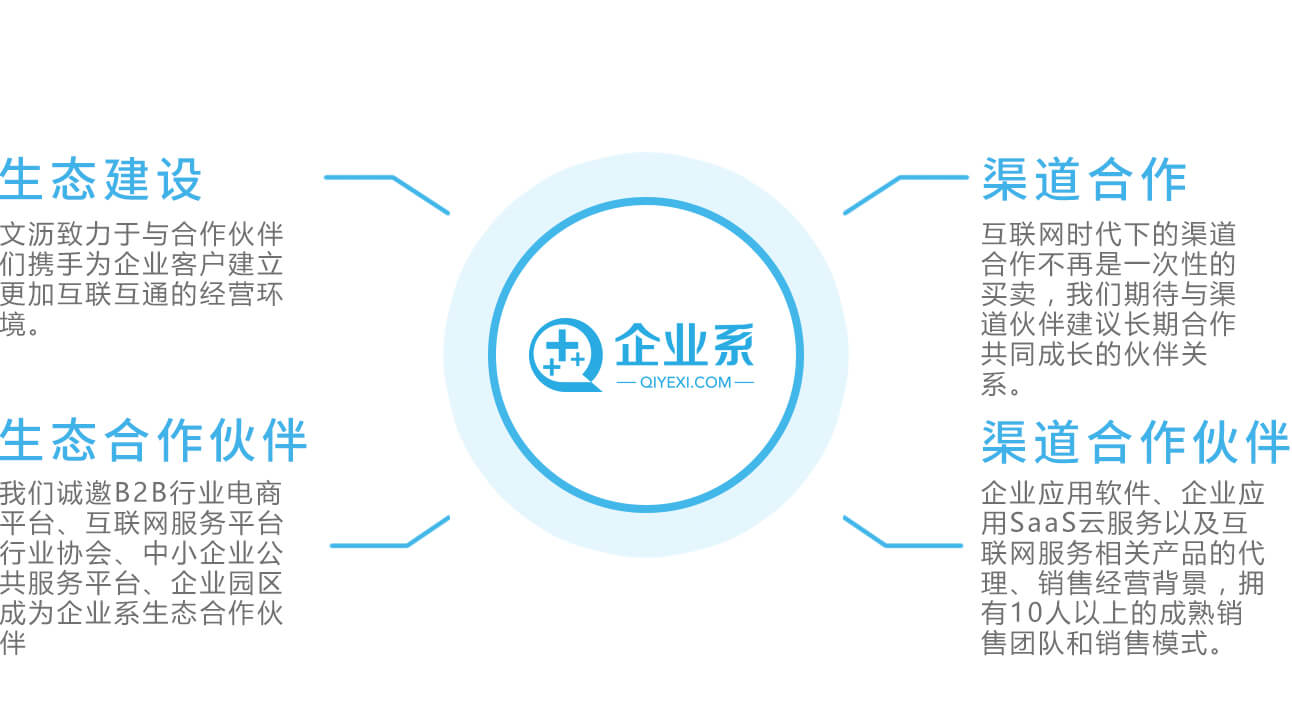 生态建设
文沥致力于与合作伙伴
们携手为企业客户建立
更加互联互通的经营环
境。
生态合作伙伴
我们诚邀B2B行业电商
平台、互联网服务平台
行业协会、中小企业公
共服务平台、企业园区
成为企业系生态合作伙
伴
企业系
QIYEXI.COM
渠道合作
互联网时代下的渠道
合作不再是一次性的
买卖，我们期待与渠
道伙伴建议长期合作
共同成长的伙伴关
系。
渠道合作伙伴
企业应用软件、企业应
用SaaS云服务以及互
联网服务相关产品的代
理、销售经营背景，拥
有10人以上的成熟销
售团队和销售模式。